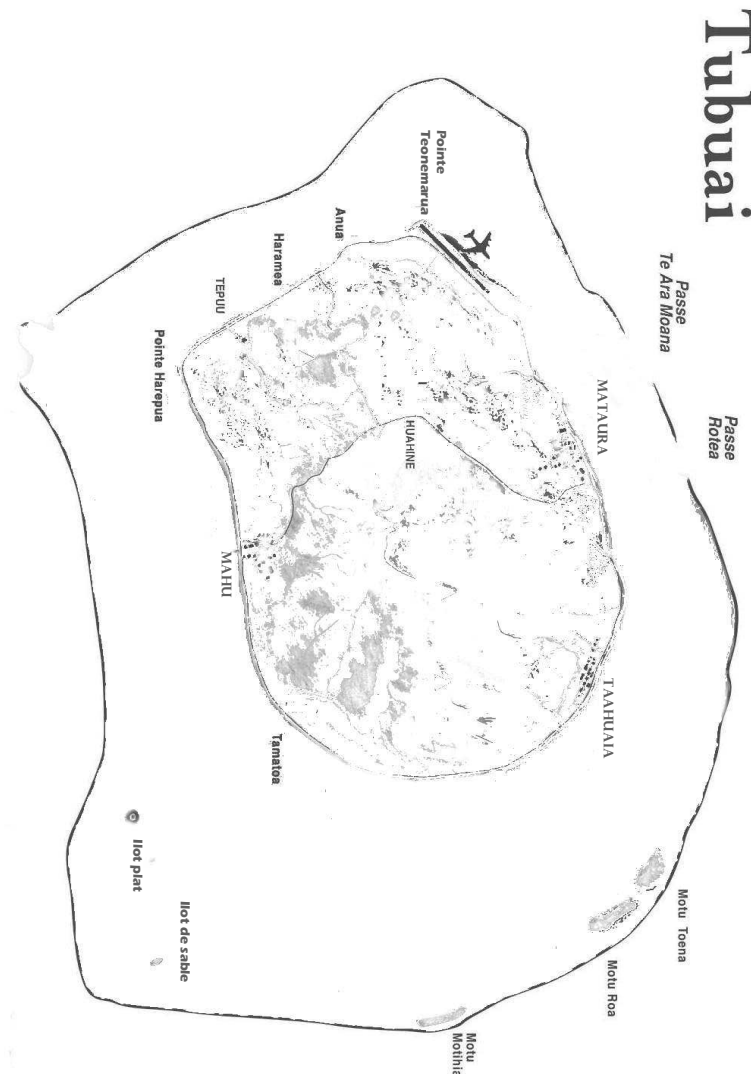 Tubuai
Passe
Te Ara Moana
Passe
Rotea
Pointe
Teonemarua
Anua
Haramea
TEPUU
Pointe Harepua
MATAURA
HUAHINE
MAHU
TAAHUAIA
Tamatoa
Motu Toena
Motu Roa
Motu
Motihia
Ilot plat
Ilot de sable